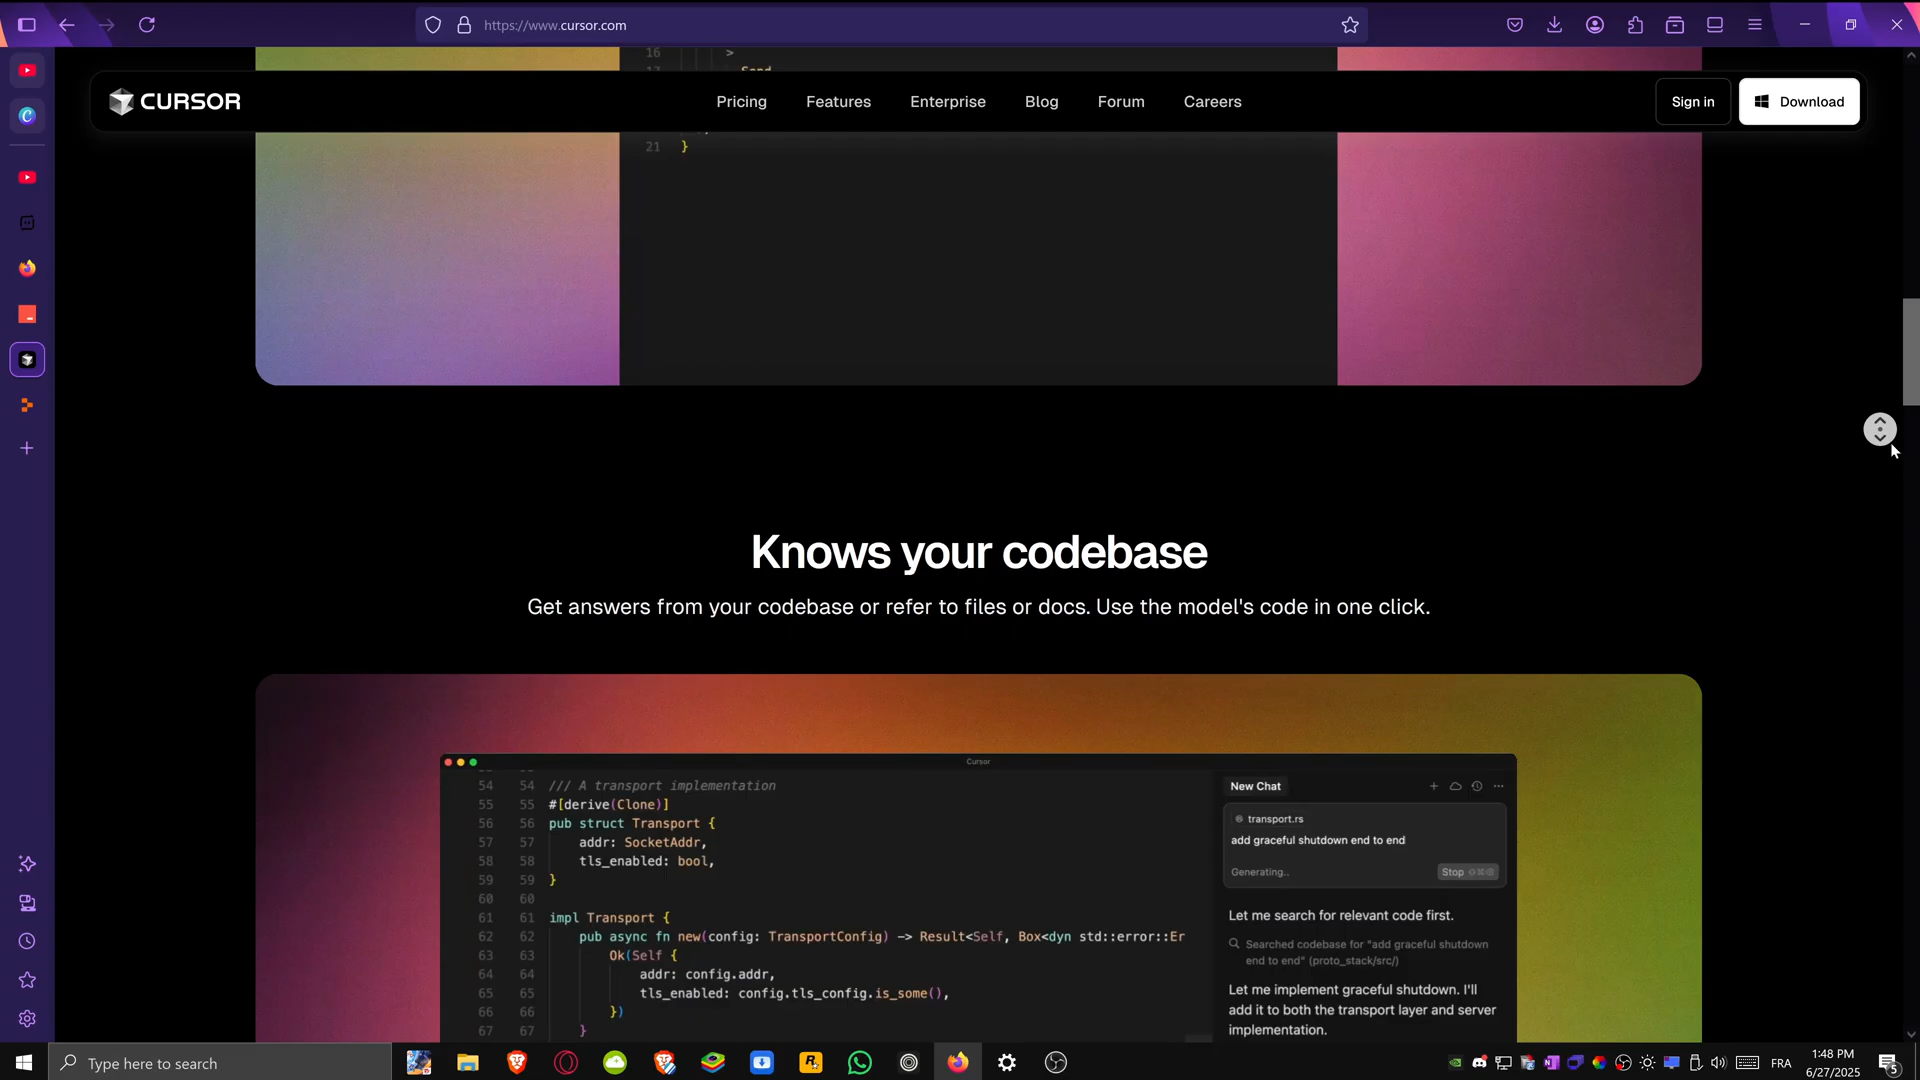 https://www.cursor.com
16 >
CURSOR
Pricing
Features
Enterprise
Blog
Forum
Careers
Sign in
Download
21 }
Knows your codebase
Get answers from your codebase or refer to files or docs. Use the model's code in one click.
Cursor
54 54 /// A transport implementation
55 55 #[derive(Clone)]
56 56 pub struct Transport {
57 57 addr: SocketAddr,
58 58 tls_enabled: bool,
59 59 }
60 60
61 61 impl Transport {
62 62 pub async fn new(config: TransportConfig) -> Result<Self, Box<dyn std::error::Er
63 63 Ok(Self {
64 64 addr: config.addr,
65 65 tls_enabled: config.tls_config.is_some(),
66 66 })
67 67 }
New Chat
transport.rs
add graceful shutdown end to end
Generating..
Stop
Let me search for relevant code first.
Searched codebase for "add graceful shutdown
end to end" (proto_stack/src/)
Let me implement graceful shutdown. I'll
add it to both the transport layer and server
implementation.
Type here to search
FRA
1:48 PM
6/27/2025
5